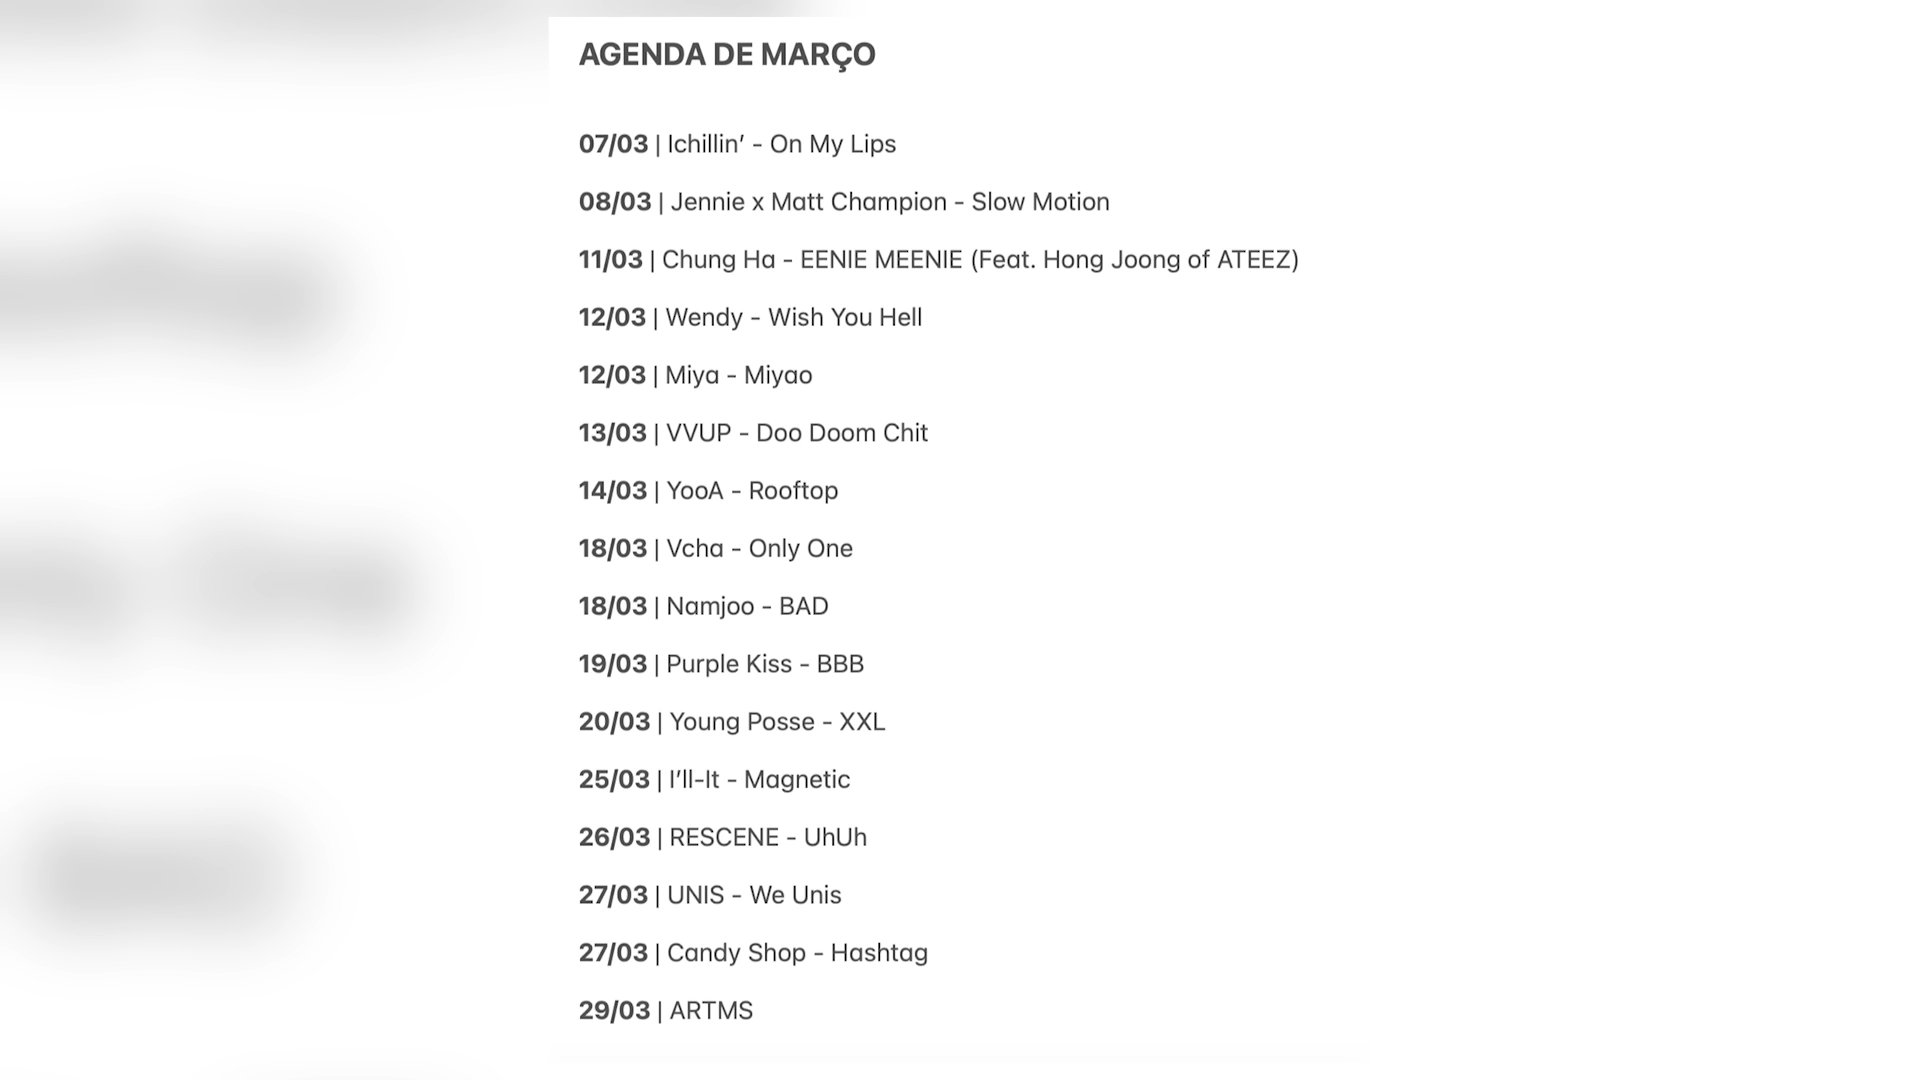 AGENDA DE MARÇO
07/03 | Ichillin’ - On My Lips
08/03 | Jennie x Matt Champion - Slow Motion
11/03 | Chung Ha - EENIE MEENIE (Feat. Hong Joong of ATEEZ)
12/03 | Wendy - Wish You Hell
12/03 | Miya - Miyao
13/03 | VVUP - Doo Doom Chit
14/03 | YooA - Rooftop
18/03 | Vcha - Only One
18/03 | Namjoo - BAD
19/03 | Purple Kiss - BBB
20/03 | Young Posse - XXL
25/03 | I’ll-It - Magnetic
26/03 | RESCENE - UhUh
27/03 | UNIS - We Unis
27/03 | Candy Shop - Hashtag
29/03 | ARTMS